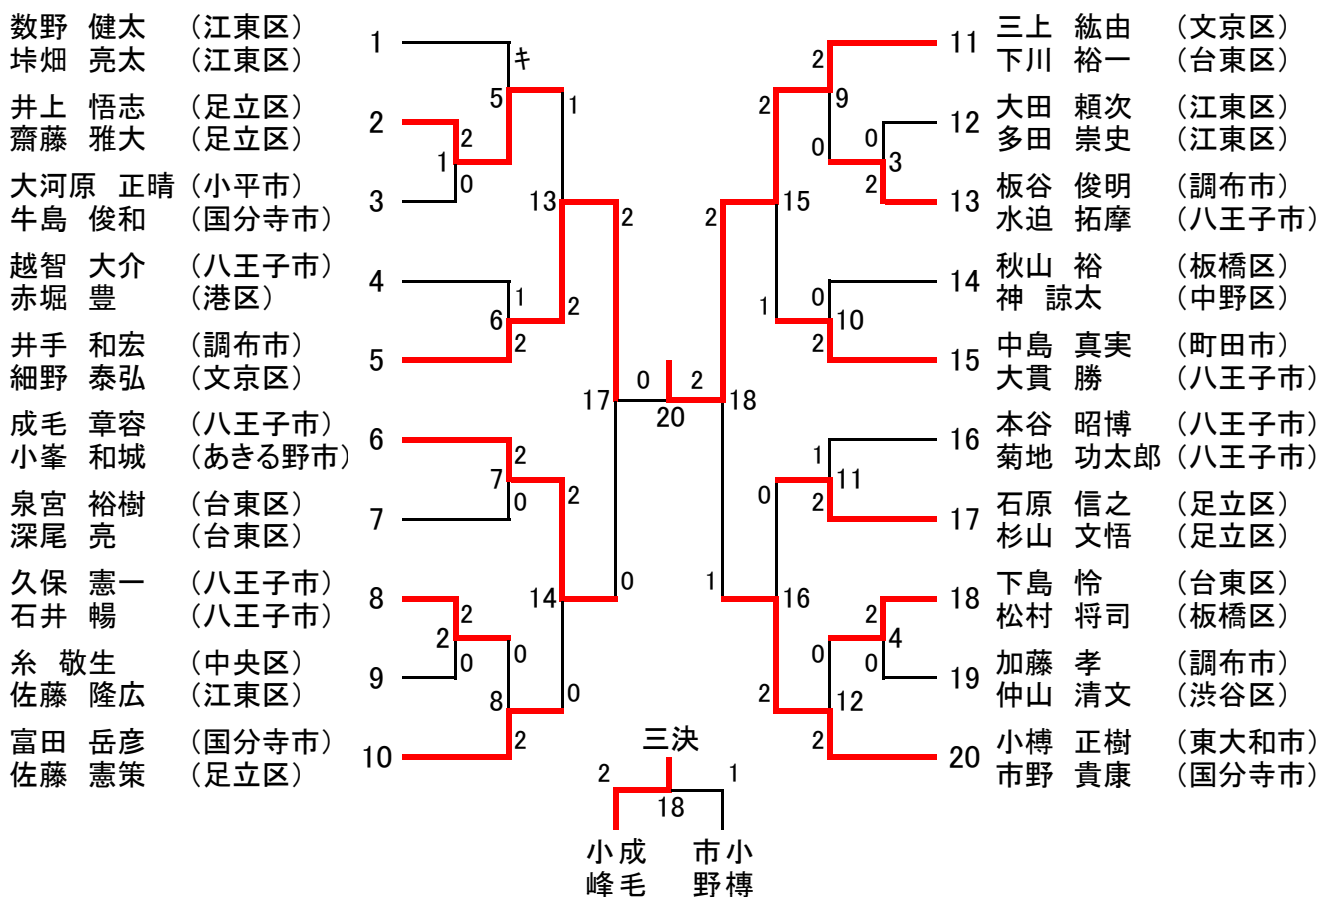 数野 健太 （江東区）
垰畑 亮太 （江東区）
1
井上 悟志 （足立区）
齋藤 雅大 （足立区）
2
大河原 正晴 （小平市）
牛島 俊和 （国分寺市）
3
越智 大介 （八王子市）
赤堀 豊 （港区）
4
井手 和宏 （調布市）
細野 泰弘 （文京区）
5
成毛 章容 （八王子市）
小峯 和城 （あきる野市）
6
泉宮 裕樹 （台東区）
深尾 亮 （台東区）
7
久保 憲一 （八王子市）
石井 暢 （八王子市）
8
糸 敬生 （中央区）
佐藤 隆広 （江東区）
9
富田 岳彦 （国分寺市）
佐藤 憲策 （足立区）
10
キ
5
1
2
1
0
13
2
1
6
2
2
17
2
7
0
2
14
0
2
2
0
0
8
0
2
0
2
20
18
11
三上 紘由 （文京区）
下川 裕一 （台東区）
12
大田 頼次 （江東区）
多田 崇史 （江東区）
13
板谷 俊明 （調布市）
水迫 拓摩 （八王子市）
14
秋山 裕 （板橋区）
神 諒太 （中野区）
15
中島 真実 （町田市）
大貫 勝 （八王子市）
16
本谷 昭博 （八王子市）
菊地 功太郎 （八王子市）
17
石原 信之 （足立区）
杉山 文悟 （足立区）
18
下島 怜 （台東区）
松村 将司 （板橋区）
19
加藤 孝 （調布市）
仲山 清文 （渋谷区）
20
小榑 正樹 （東大和市）
市野 貴康 （国分寺市）
2
9
2
0
0
3
2
2
15
1
0
10
2
1
11
0
2
1
16
2
4
0
0
2
12
2
三決
2
1
18
小成
峰毛
市小
野榑